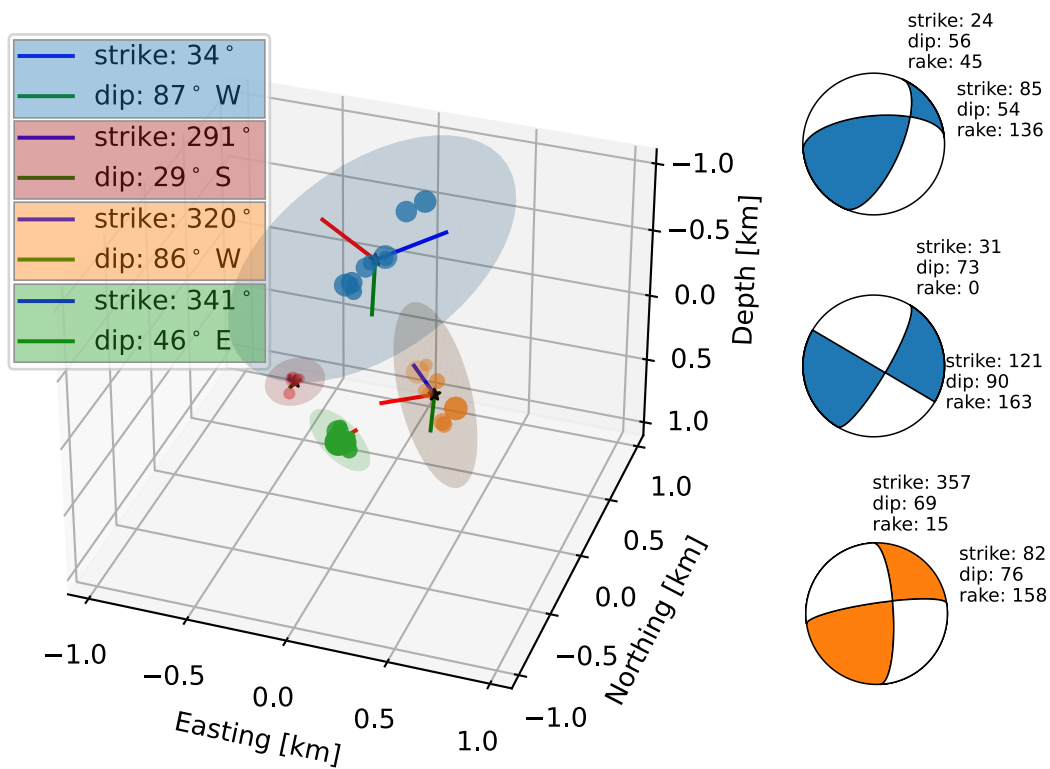 strike: 34°
dip: 87° W
strike: 291°
dip: 29° S
strike: 320°
dip: 86° W
strike: 341°
dip: 46° E
−1.0
−0.5
0.0
0.5
1.0
Depth [km]
1.0
0.5
0.0
−0.5
−1.0
Northing [km]
−1.0
−0.5
0.0
0.5
1.0
Easting [km]
strike: 24
dip: 56
rake: 45
strike: 85
dip: 54
rake: 136
strike: 31
dip: 73
rake: 0
strike: 121
dip: 90
rake: 163
strike: 357
dip: 69
rake: 15
strike: 82
dip: 76
rake: 158